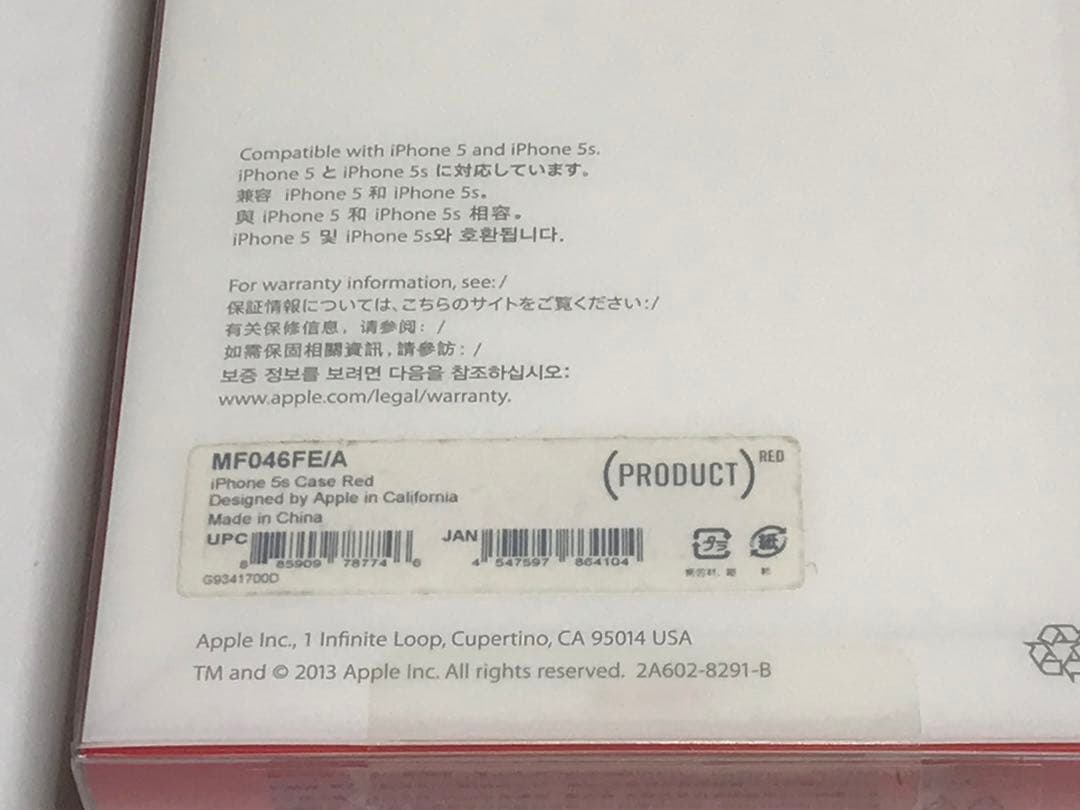 Compatible with iPhone 5 and iPhone 5s.
iPhone 5 と iPhone 5s に対応しています。
兼容 iPhone 5 和 iPhone 5s。
與 iPhone 5 和 iPhone 5s 相容。
iPhone 5 및 iPhone 5s와 호환됩니다.
For warranty information, see: /
保証情報については、こちらのサイトをご覧ください: /
有关保修信息，请参阅: /
如需保固相關資訊，請參訪: /
보증 정보를 보려면 다음을 참조하십시오:
www.apple.com/legal/warranty.
MF046FE/A
iPhone 5s Case Red
Designed by Apple in California
Made in China
(PRODUCT)RED
UPC
8 85909 78774 6
JAN
4 547597 864104
プラ
紙
G9341700D
Apple Inc., 1 Infinite Loop, Cupertino, CA 95014 USA
TM and © 2013 Apple Inc. All rights reserved. 2A602-8291-B